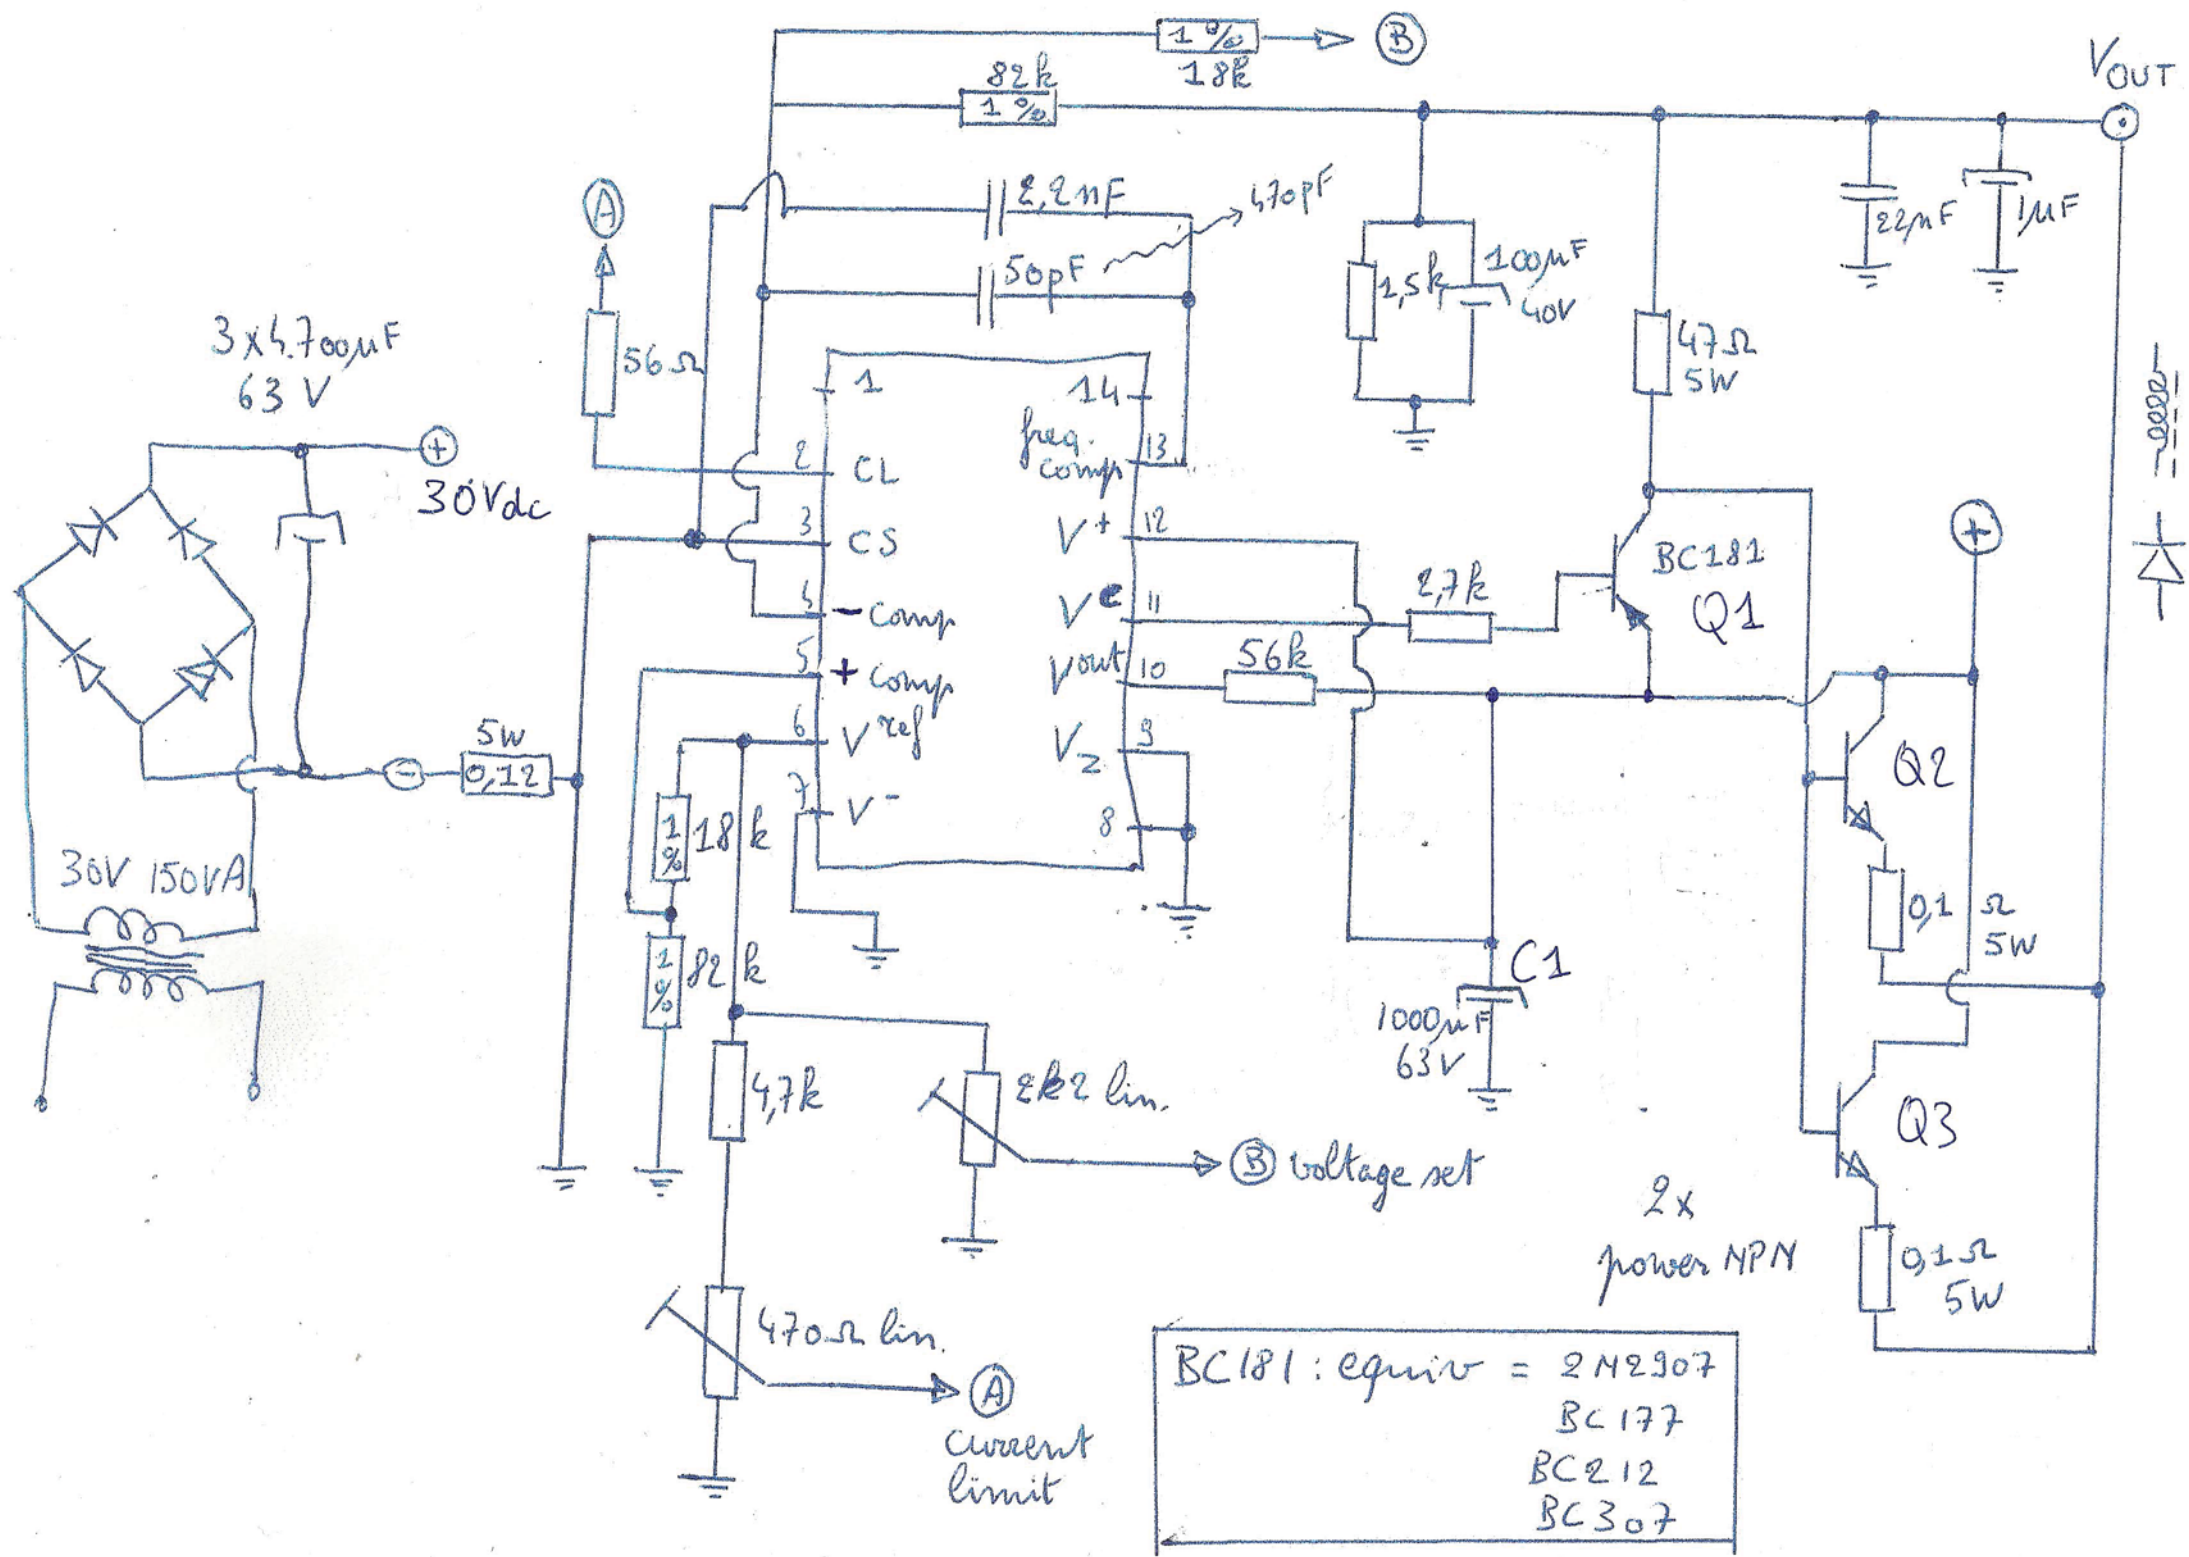 1 %
18k
B
82k
1 %
VOUT
A
2,2nF
470pF
50pF
22µF
1µF
3x4.700µF
63 V
56Ω
1,5k
100µF
40V
47Ω
5W
1
14
freq.
comp
13
2
CL
+
30Vdc
3
CS
V+
12
+
BC181
Q1
4
- comp
Vc
11
2,7k
5
+ comp
Vout
10
56k
6
Vref
Vz
9
Q2
5W
0,12
-
7
V-
8
1
%
18k
30V 150VA
0,1 Ω
5W
1
%
82k
C1
1000µF
63V
4,7k
2k2 lin.
Q3
B voltage set
2x
power NPN
0,1Ω
5W
470Ω lin.
A
current
limit
BC181 : equiv = 2N2907
BC177
BC212
BC307